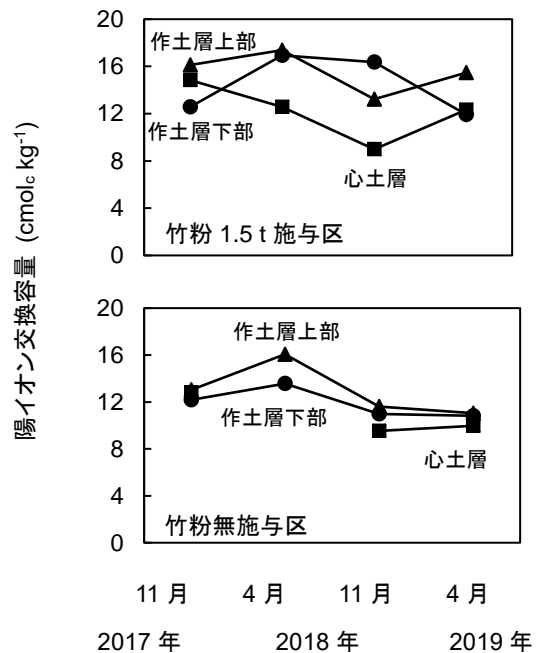 陽イオン交換容量 (cmolc kg-1)
20
16
12
8
4
0
作土層上部
作土層下部
心土層
竹粉 1.5 t 施与区
20
16
12
8
4
0
作土層上部
作土層下部
心土層
竹粉無施与区
11 月 4 月 11 月 4 月
2017 年 2018 年 2019 年